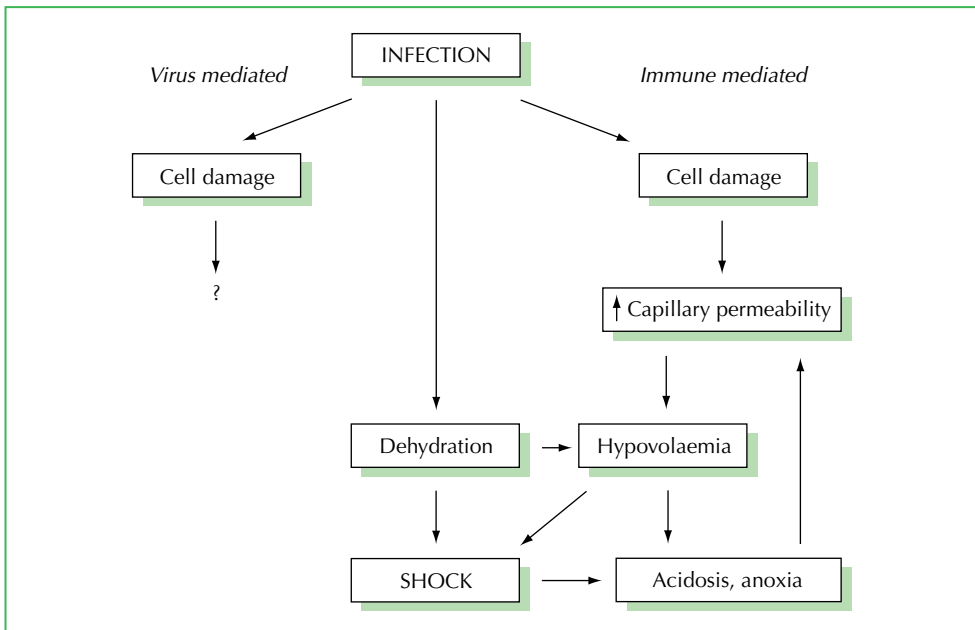 INFECTION
Virus mediated
Immune mediated
Cell damage
Cell damage
?
Capillary permeability
Dehydration
Hypovolaemia
SHOCK
Acidosis, anoxia